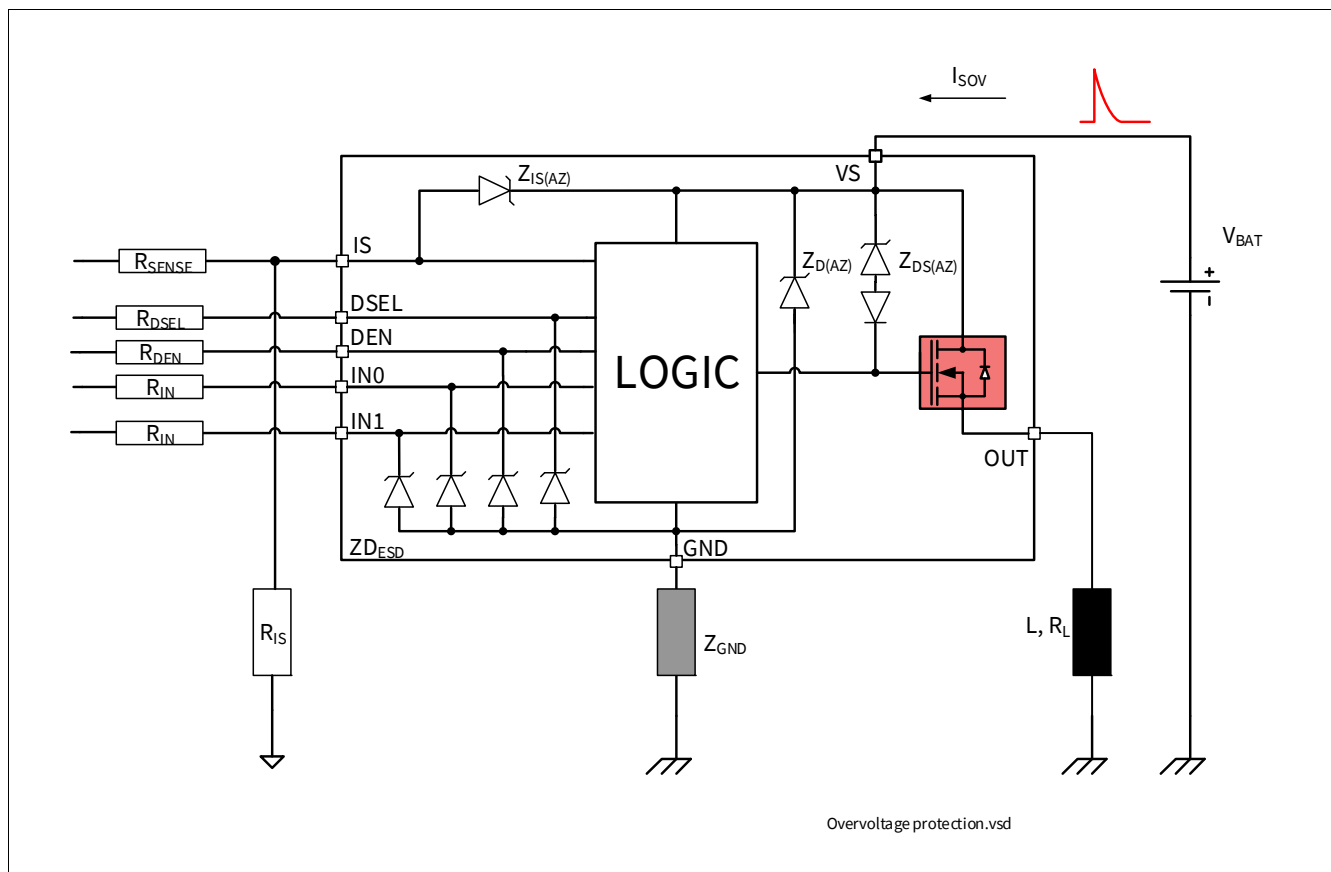 ISOV
VS
ZIS(AZ)
VBAT
+
-
IS
RSENSE
ZD(AZ)
ZDS(AZ)
DSEL
RDSEL
DEN
RDEN
LOGIC
IN0
RIN
IN1
RIN
OUT
ZDESD
GND
RIS
ZGND
L, RL
Overvoltage protection.vsd